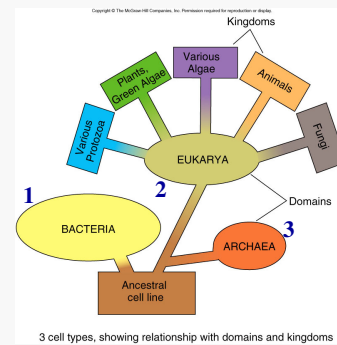 Copyright © The McGraw-Hill Companies, Inc. Permission required for reproduction or display.
Kingdoms
Various
Algae
Plants,
Green Algae
Animals
Various
Protozoa
Fungi
EUKARYA
2
1
Domains
BACTERIA
3
ARCHAEA
Ancestral
cell line
3 cell types, showing relationship with domains and kingdoms